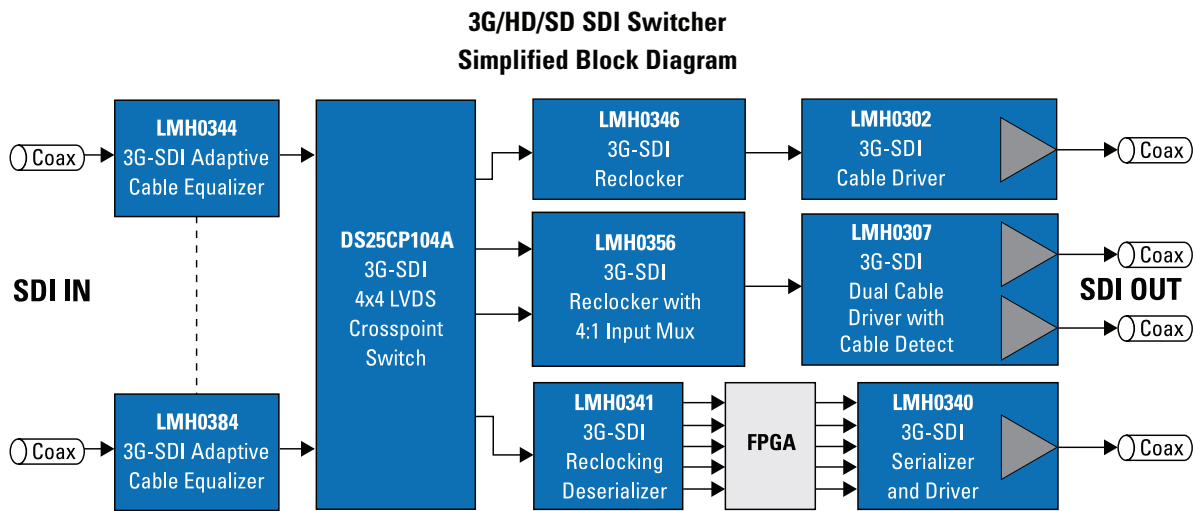 3G/HD/SD SDI Switcher
Simplified Block Diagram
Coax
LMH0344
3G-SDI Adaptive
Cable Equalizer
SDI IN
Coax
LMH0384
3G-SDI Adaptive
Cable Equalizer
DS25CP104A
3G-SDI
4x4 LVDS
Crosspoint
Switch
LMH0346
3G-SDI
Reclocker
LMH0302
3G-SDI
Cable Driver
Coax
LMH0356
3G-SDI
Reclocker with
4:1 Input Mux
LMH0307
3G-SDI
Dual Cable
Driver with
Cable Detect
Coax
SDI OUT
Coax
LMH0341
3G-SDI
Reclocking
Deserializer
FPGA
LMH0340
3G-SDI
Serializer
and Driver
Coax